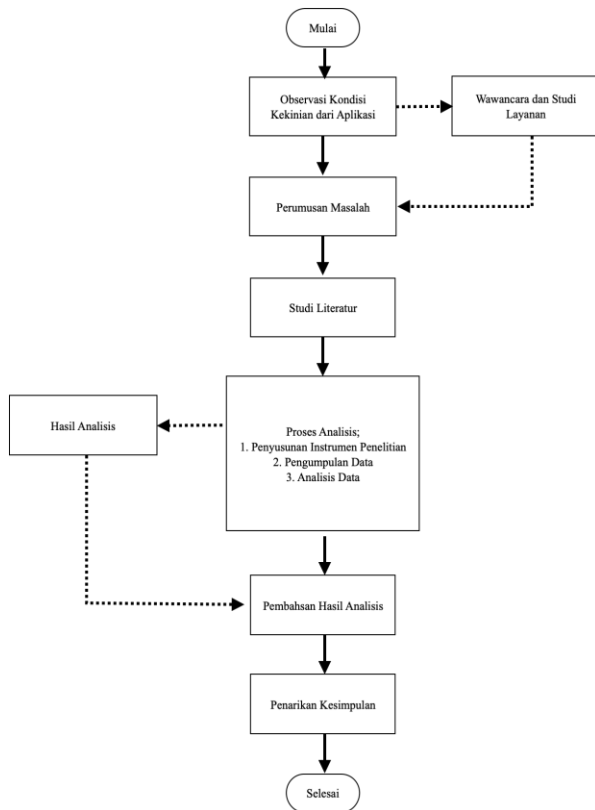 Mulai
Observasi Kondisi
Kekinian dari Aplikasi
Wawancara dan Studi
Layanan
Perumusan Masalah
Studi Literatur
Hasil Analisis
Proses Analisis;
1. Penyusunan Instrumen Penelitian
2. Pengumpulan Data
3. Analisis Data
Pembahsan Hasil Analisis
Penarikan Kesimpulan
Selesai